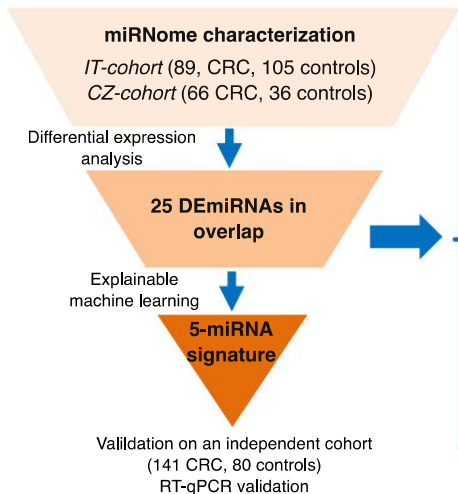 miRNome characterization
IT-cohort (89, CRC, 105 controls)
CZ-cohort (66 CRC, 36 controls)
Differential expression
analysis
25 DEmiRNAs in
overlap
Explainable
machine learning
5-miRNA
signature
Valildation on an independent cohort
(141 CRC, 80 controls)
RT-qPCR validation